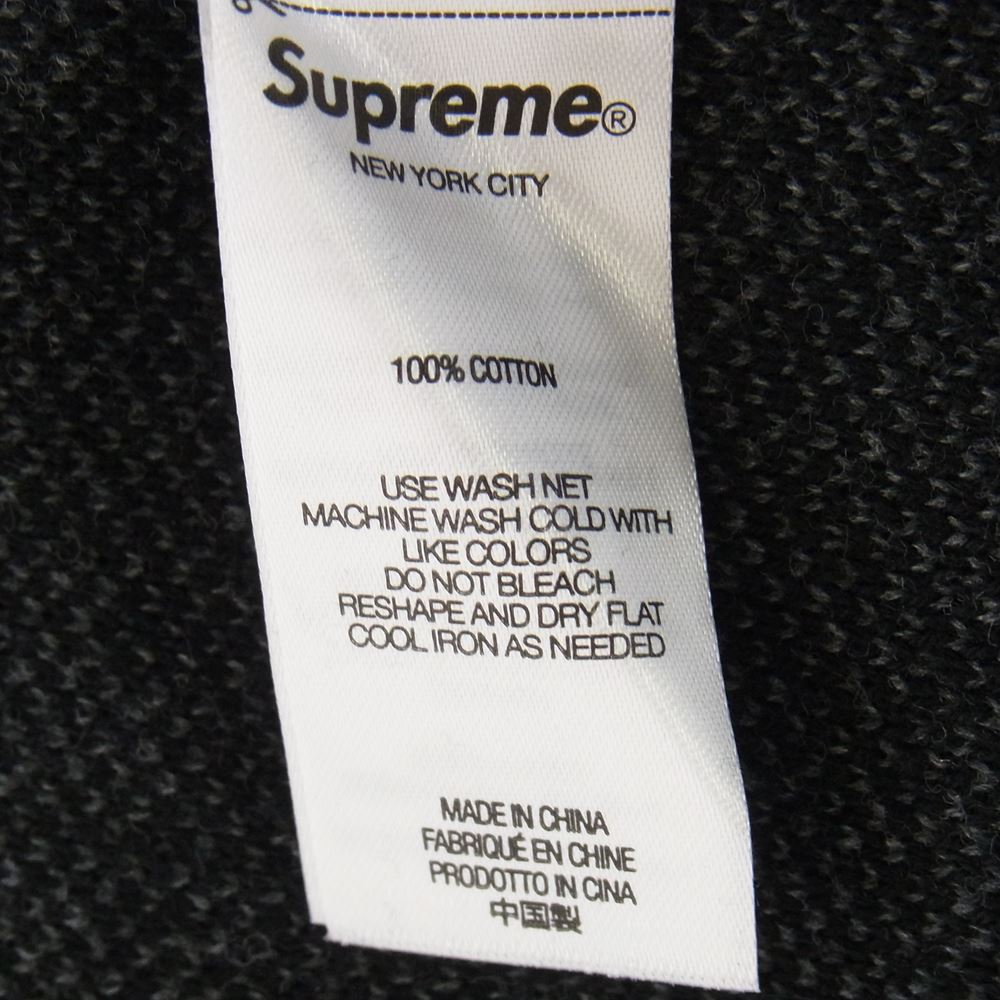 Supreme®
NEW YORK CITY
100% COTTON
USE WASH NET
MACHINE WASH COLD WITH
LIKE COLORS
DO NOT BLEACH
RESHAPE AND DRY FLAT
COOL IRON AS NEEDED
MADE IN CHINA
FABRIQUÉ EN CHINE
PRODOTTO IN CINA
中国製